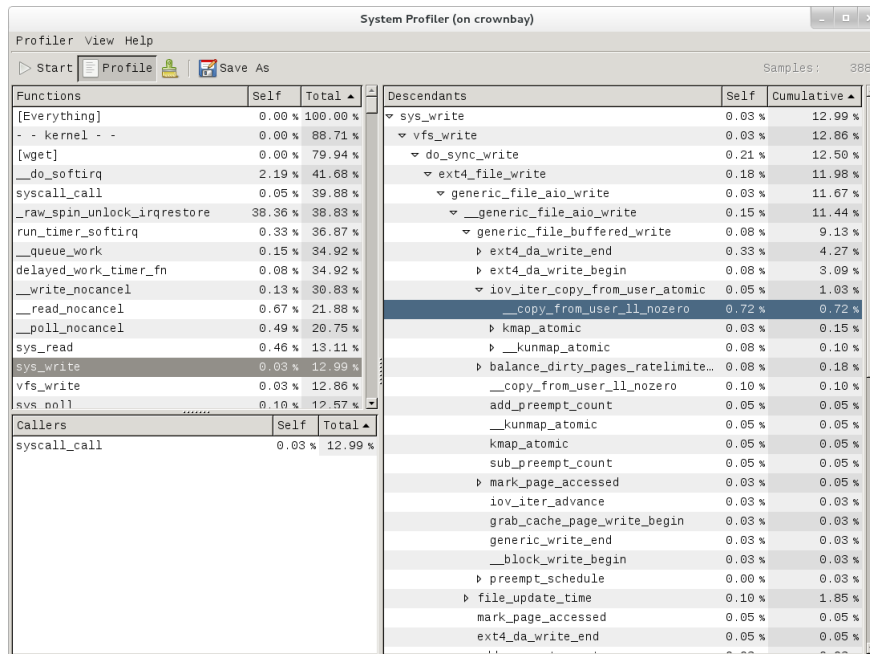 System Profiler (on crownbay)
Profiler View Help
Start Profile Save As Samples: 388
Functions Self Total
[Everything] 0.00 % 100.00 %
- - kernel - - 0.00 % 88.71 %
[wget] 0.00 % 79.94 %
__do_softirq 2.19 % 41.68 %
syscall_call 0.05 % 39.88 %
_raw_spin_unlock_irqrestore 38.36 % 38.83 %
run_timer_softirq 0.33 % 36.87 %
__queue_work 0.15 % 34.92 %
delayed_work_timer_fn 0.08 % 34.92 %
__write_nocancel 0.13 % 30.83 %
__read_nocancel 0.67 % 21.88 %
__poll_nocancel 0.49 % 20.75 %
sys_read 0.46 % 13.11 %
sys_write 0.03 % 12.99 %
vfs_write 0.03 % 12.86 %
sys_poll 0.10 % 12.57 %
Callers Self Total
syscall_call 0.03 % 12.99 %
Descendants Self Cumulative
sys_write 0.03 % 12.99 %
vfs_write 0.03 % 12.86 %
do_sync_write 0.21 % 12.50 %
ext4_file_write 0.18 % 11.98 %
generic_file_aio_write 0.03 % 11.67 %
__generic_file_aio_write 0.15 % 11.44 %
generic_file_buffered_write 0.08 % 9.13 %
ext4_da_write_end 0.33 % 4.27 %
ext4_da_write_begin 0.08 % 3.09 %
iov_iter_copy_from_user_atomic 0.05 % 1.03 %
__copy_from_user_ll_nozero 0.72 % 0.72 %
kmap_atomic 0.03 % 0.15 %
__kunmap_atomic 0.08 % 0.10 %
balance_dirty_pages_ratelimite... 0.08 % 0.18 %
__copy_from_user_ll_nozero 0.10 % 0.10 %
add_preempt_count 0.05 % 0.05 %
__kunmap_atomic 0.05 % 0.05 %
kmap_atomic 0.05 % 0.05 %
sub_preempt_count 0.05 % 0.05 %
mark_page_accessed 0.03 % 0.05 %
iov_iter_advance 0.03 % 0.03 %
grab_cache_page_write_begin 0.03 % 0.03 %
generic_write_end 0.03 % 0.03 %
__block_write_begin 0.03 % 0.03 %
preempt_schedule 0.00 % 0.03 %
file_update_time 0.10 % 1.85 %
mark_page_accessed 0.05 % 0.05 %
ext4_da_write_end 0.05 % 0.05 %